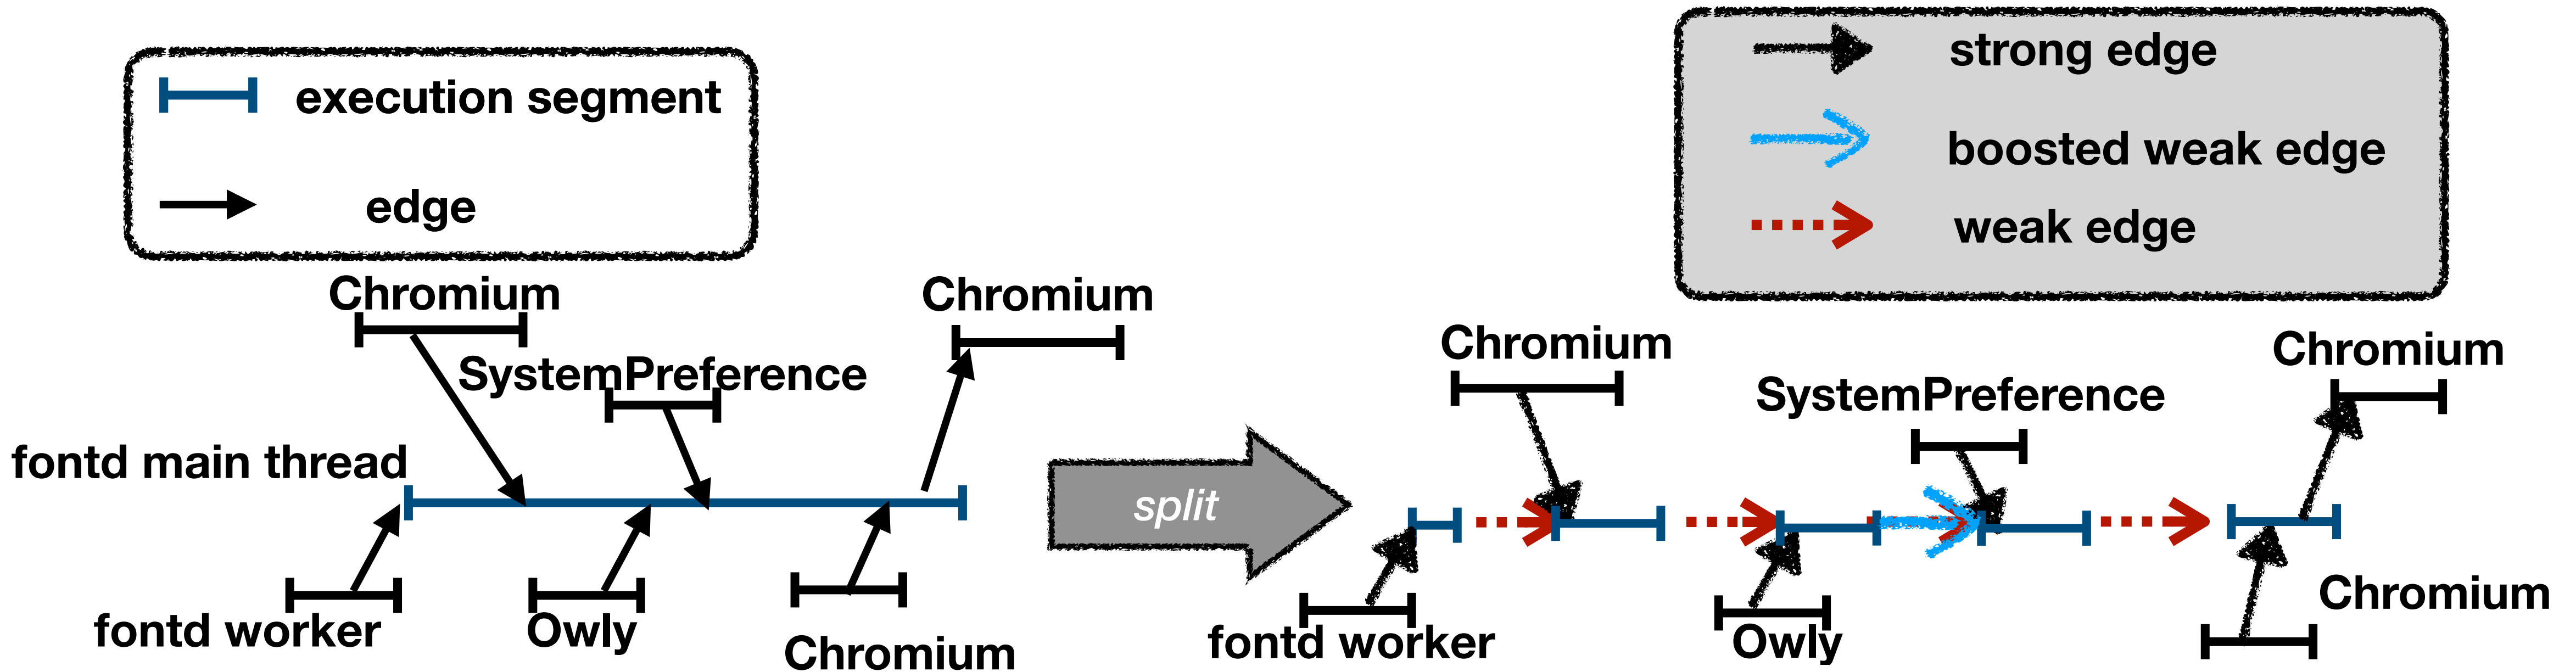 execution segment
edge
Chromium
Chromium
SystemPreference
fontd main thread
fontd worker
Owly
Chromium
split
strong edge
boosted weak edge
weak edge
Chromium
Chromium
SystemPreference
fontd worker
Owly
Chromium